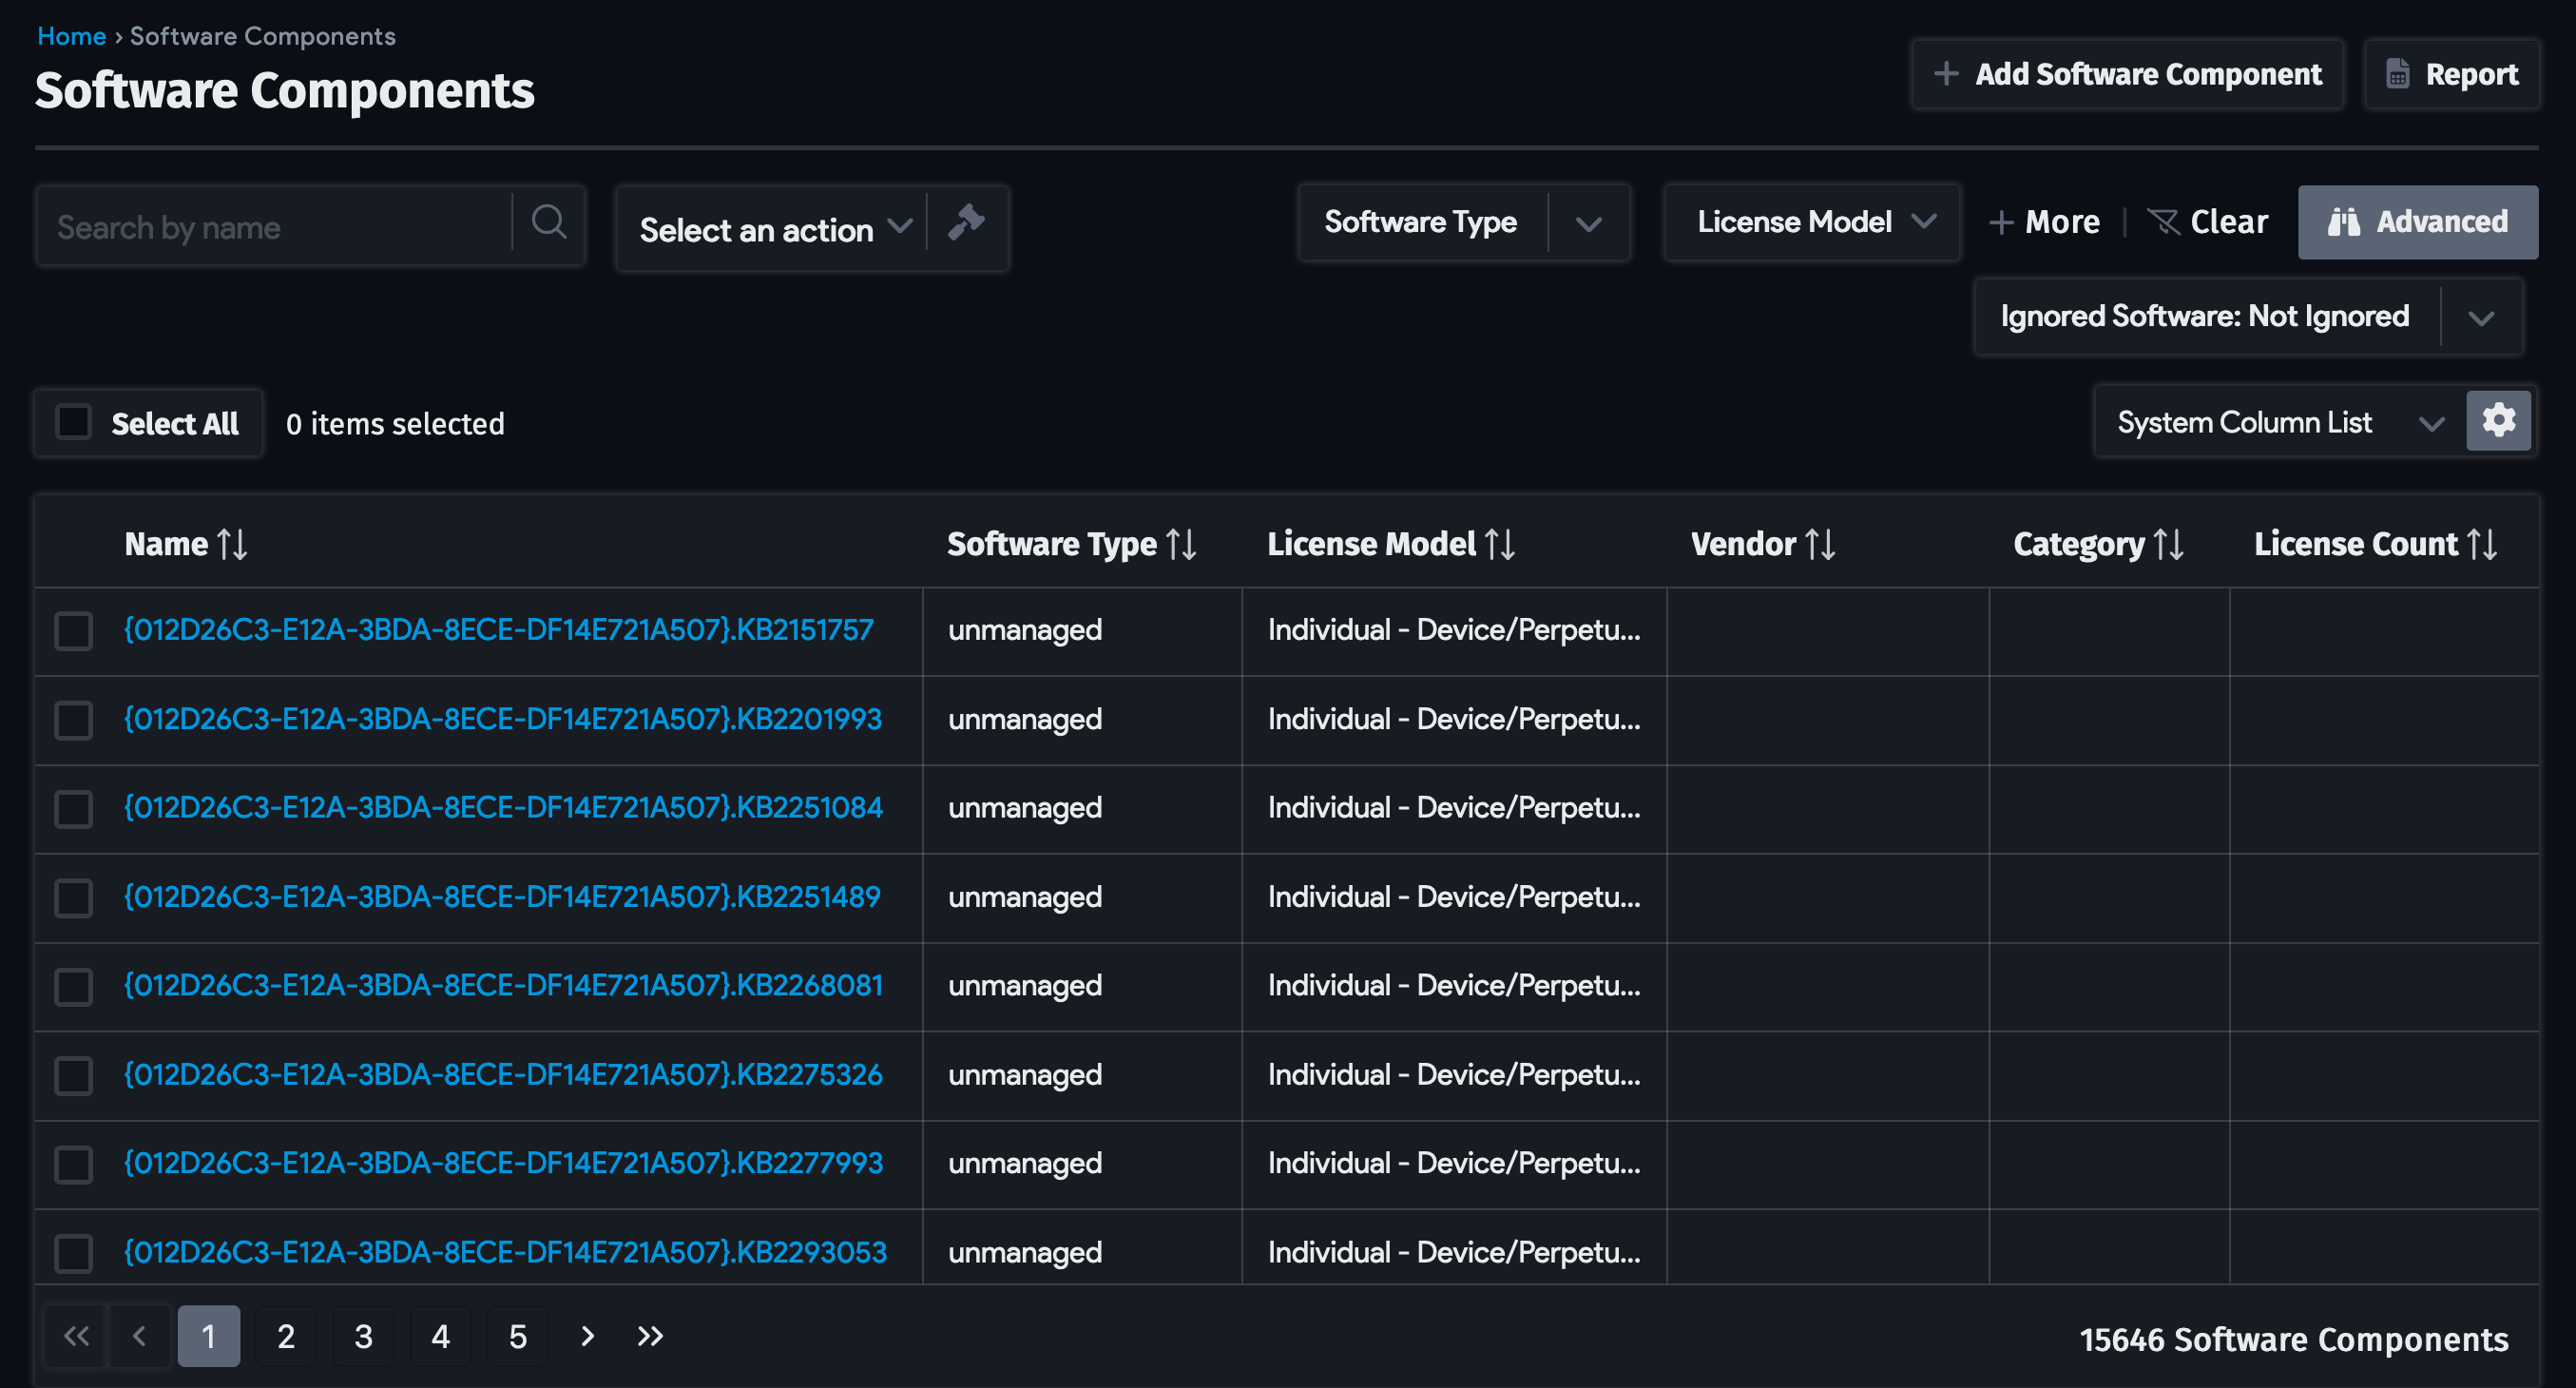 Home › Software Components
Software Components
Add Software Component
Report
Search by name
Select an action
Software Type
License Model
More
Clear
Advanced
Ignored Software: Not Ignored
Select All
0 items selected
System Column List
Name Software Type License Model Vendor Category License Count
{012D26C3-E12A-3BDA-8ECE-DF14E721A507}.KB2151757 unmanaged Individual - Device/Perpetu...
{012D26C3-E12A-3BDA-8ECE-DF14E721A507}.KB2201993 unmanaged Individual - Device/Perpetu...
{012D26C3-E12A-3BDA-8ECE-DF14E721A507}.KB2251084 unmanaged Individual - Device/Perpetu...
{012D26C3-E12A-3BDA-8ECE-DF14E721A507}.KB2251489 unmanaged Individual - Device/Perpetu...
{012D26C3-E12A-3BDA-8ECE-DF14E721A507}.KB2268081 unmanaged Individual - Device/Perpetu...
{012D26C3-E12A-3BDA-8ECE-DF14E721A507}.KB2275326 unmanaged Individual - Device/Perpetu...
{012D26C3-E12A-3BDA-8ECE-DF14E721A507}.KB2277993 unmanaged Individual - Device/Perpetu...
{012D26C3-E12A-3BDA-8ECE-DF14E721A507}.KB2293053 unmanaged Individual - Device/Perpetu...
1 2 3 4 5
15646 Software Components